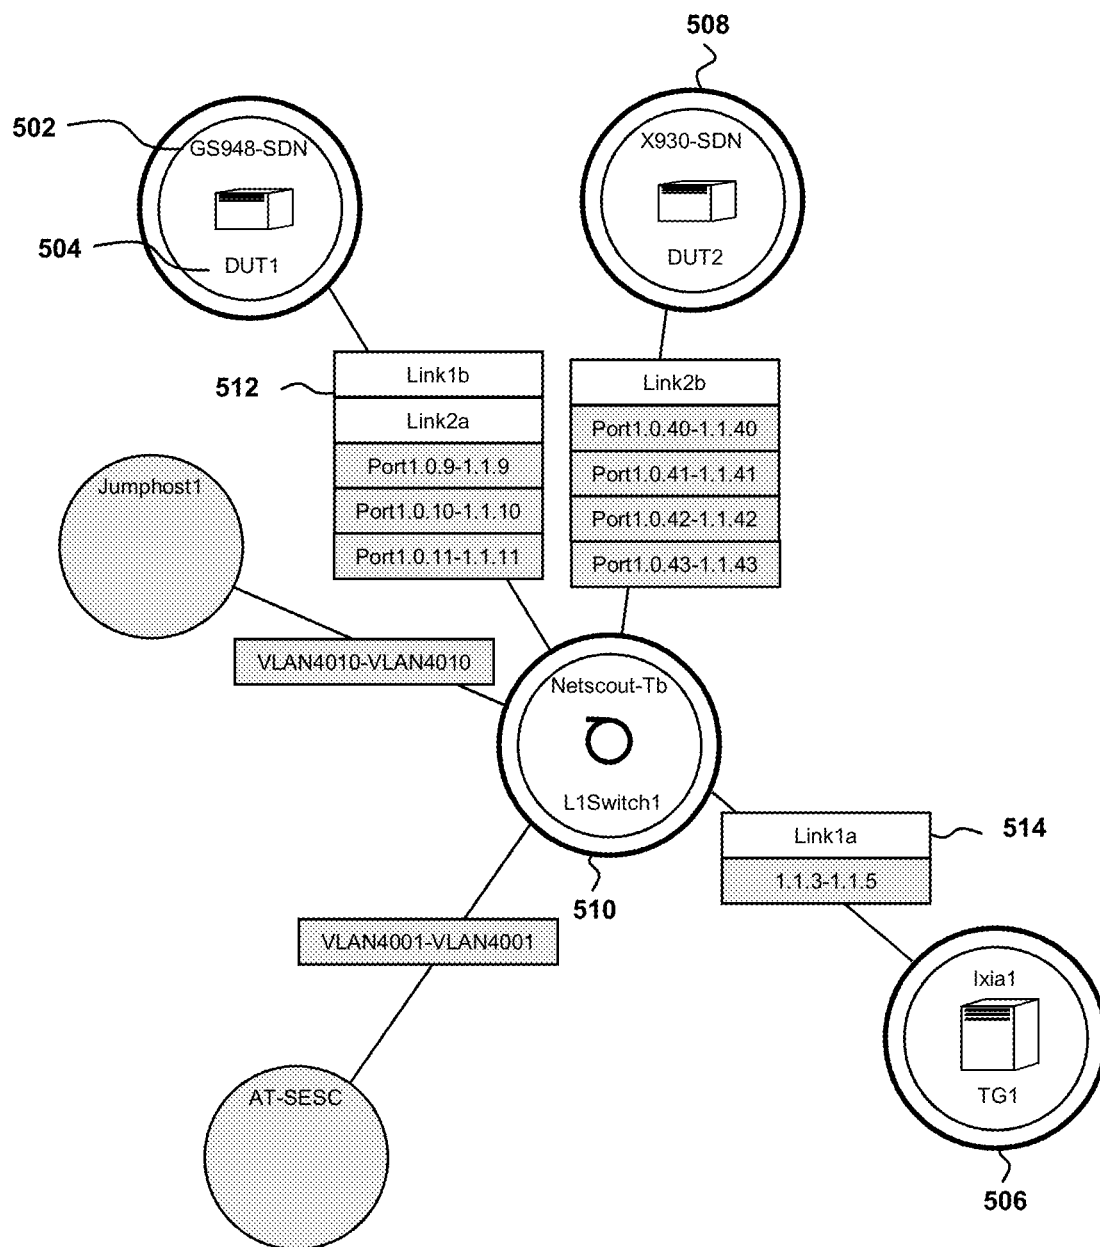 508
502
GS948-SDN
X930-SDN
504
DUT1
DUT2
512
Link1b
Link2a
Port1.0.9-1.1.9
Port1.0.10-1.1.10
Port1.0.11-1.1.11
Link2b
Port1.0.40-1.1.40
Port1.0.41-1.1.41
Port1.0.42-1.1.42
Port1.0.43-1.1.43
Jumphost1
VLAN4010-VLAN4010
Netscout-Tb
L1Switch1
510
Link1a
1.1.3-1.1.5
514
VLAN4001-VLAN4001
Ixia1
TG1
506
AT-SESC